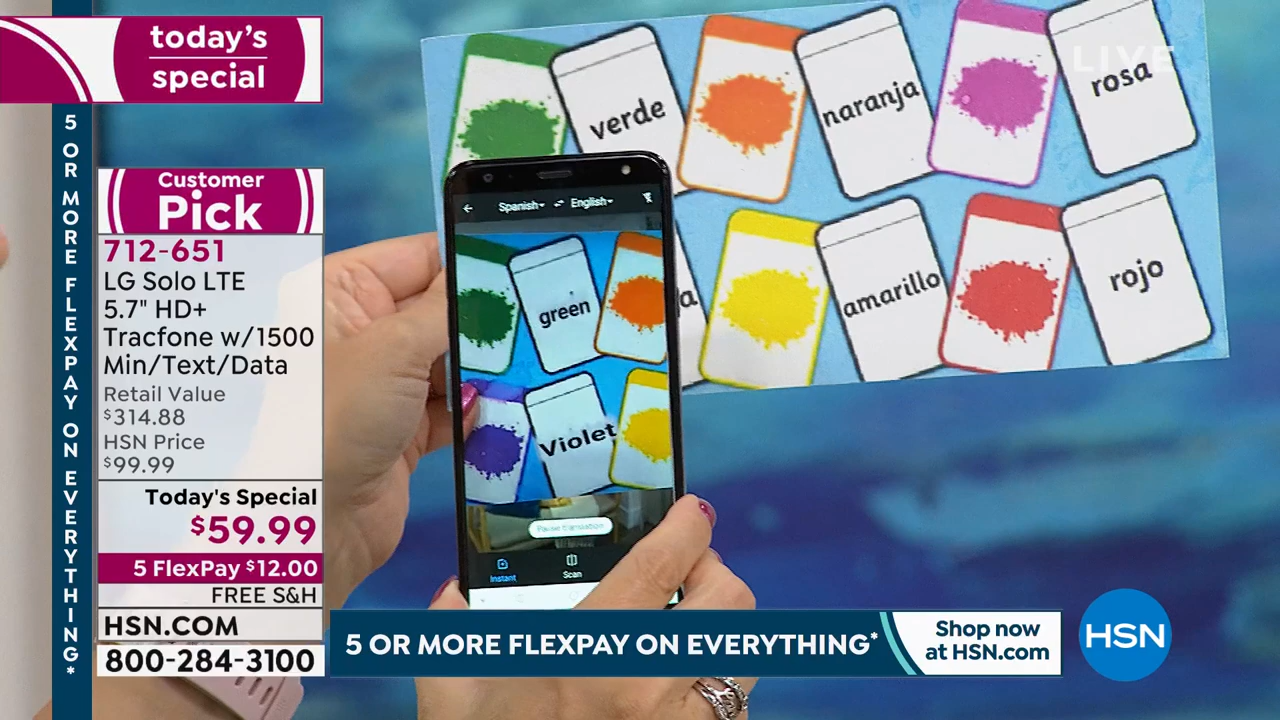 today's
special
5 OR MORE FLEXPAY ON EVERYTHING*
Customer
Pick
712-651
LG Solo LTE
5.7" HD+
Tracfone w/1500
Min/Text/Data
Retail Value
$314.88
HSN Price
$99.99
Today's Special
$59.99
5 FlexPay $12.00
FREE S&H
HSN.COM
800-284-3100
LIVE
verde
naranja
rosa
amarillo
rojo
Spanish
English
green
Violet
Pause translation
Instant
Scan
5 OR MORE FLEXPAY ON EVERYTHING*
Shop now
at HSN.com
HSN